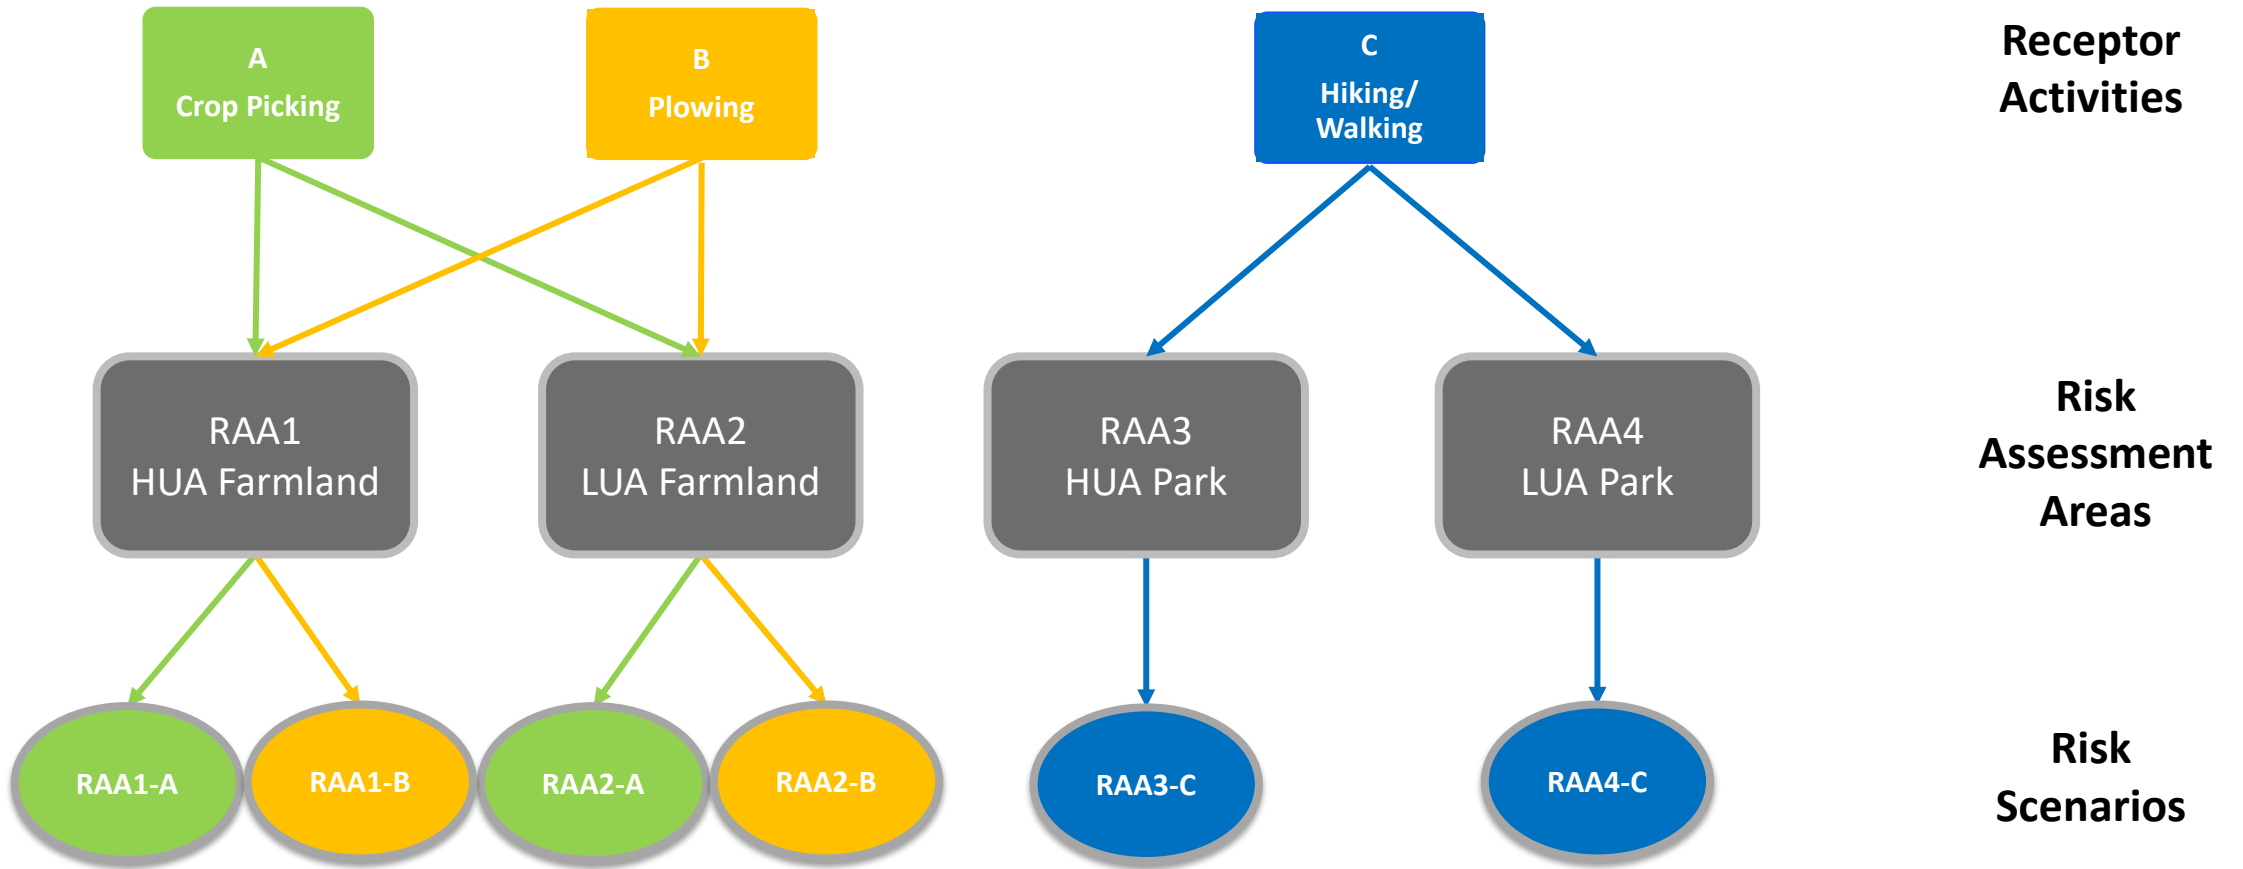 A
Crop Picking
B
Plowing
C
Hiking/
Walking
Receptor
Activities
RAA1
HUA Farmland
RAA2
LUA Farmland
RAA3
HUA Park
RAA4
LUA Park
Risk
Assessment
Areas
RAA1-A
RAA1-B
RAA2-A
RAA2-B
RAA3-C
RAA4-C
Risk
Scenarios